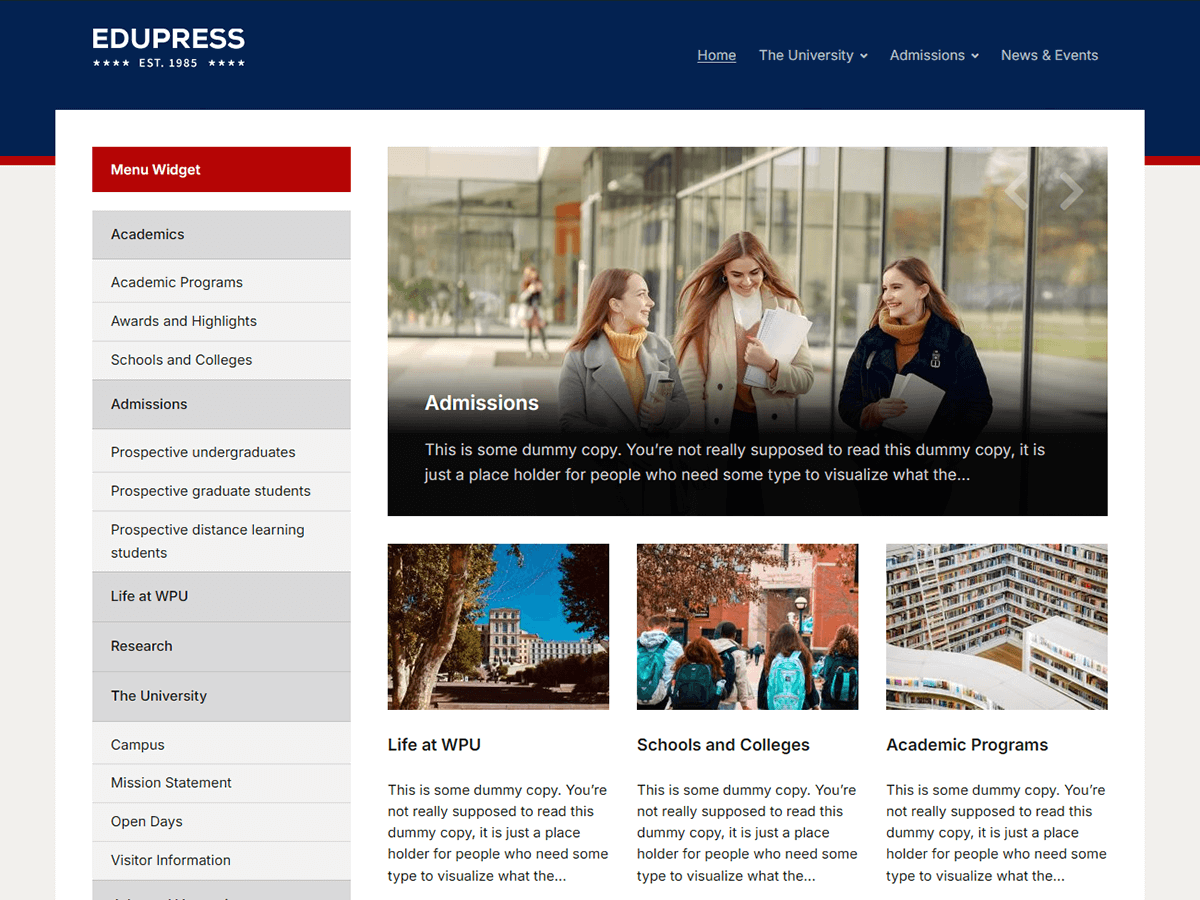 EDUPRESS
★★★★ EST. 1985 ★★★★
Home
The University
Admissions
News & Events
Menu Widget
Academics
Academic Programs
Awards and Highlights
Schools and Colleges
Admissions
Prospective undergraduates
Prospective graduate students
Prospective distance learning
students
Life at WPU
Research
The University
Campus
Mission Statement
Open Days
Visitor Information
Admissions
This is some dummy copy. You’re not really supposed to read this dummy copy, it is
just a place holder for people who need some type to visualize what the…
Life at WPU
This is some dummy copy. You’re
not really supposed to read this
dummy copy, it is just a place
holder for people who need some
type to visualize what the…
Schools and Colleges
This is some dummy copy. You’re
not really supposed to read this
dummy copy, it is just a place
holder for people who need some
type to visualize what the…
Academic Programs
This is some dummy copy. You’re
not really supposed to read this
dummy copy, it is just a place
holder for people who need some
type to visualize what the…